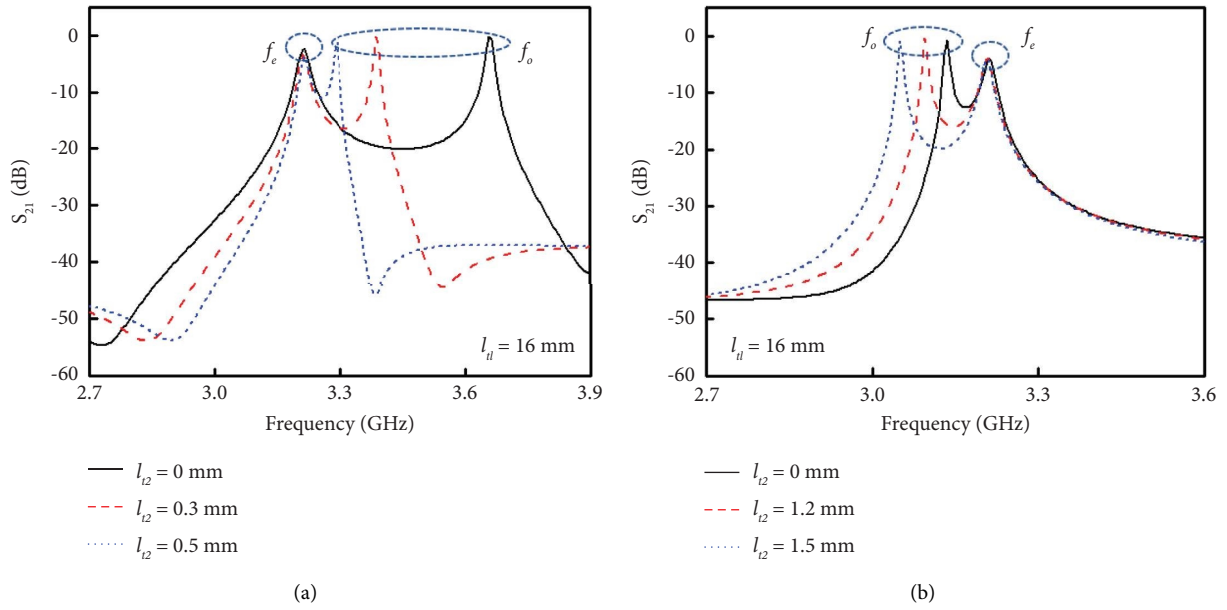 0
-10
-20
-30
-40
-50
-60
S21 (dB)
fe
fo
ltl = 16 mm
2.7 3.0 3.3 3.6 3.9
Frequency (GHz)
lt2 = 0 mm
lt2 = 0.3 mm
lt2 = 0.5 mm
(a)
0
-10
-20
-30
-40
-50
-60
S21 (dB)
fo
fe
ltl = 16 mm
2.7 3.0 3.3 3.6
Frequency (GHz)
lt2 = 0 mm
lt2 = 1.2 mm
lt2 = 1.5 mm
(b)